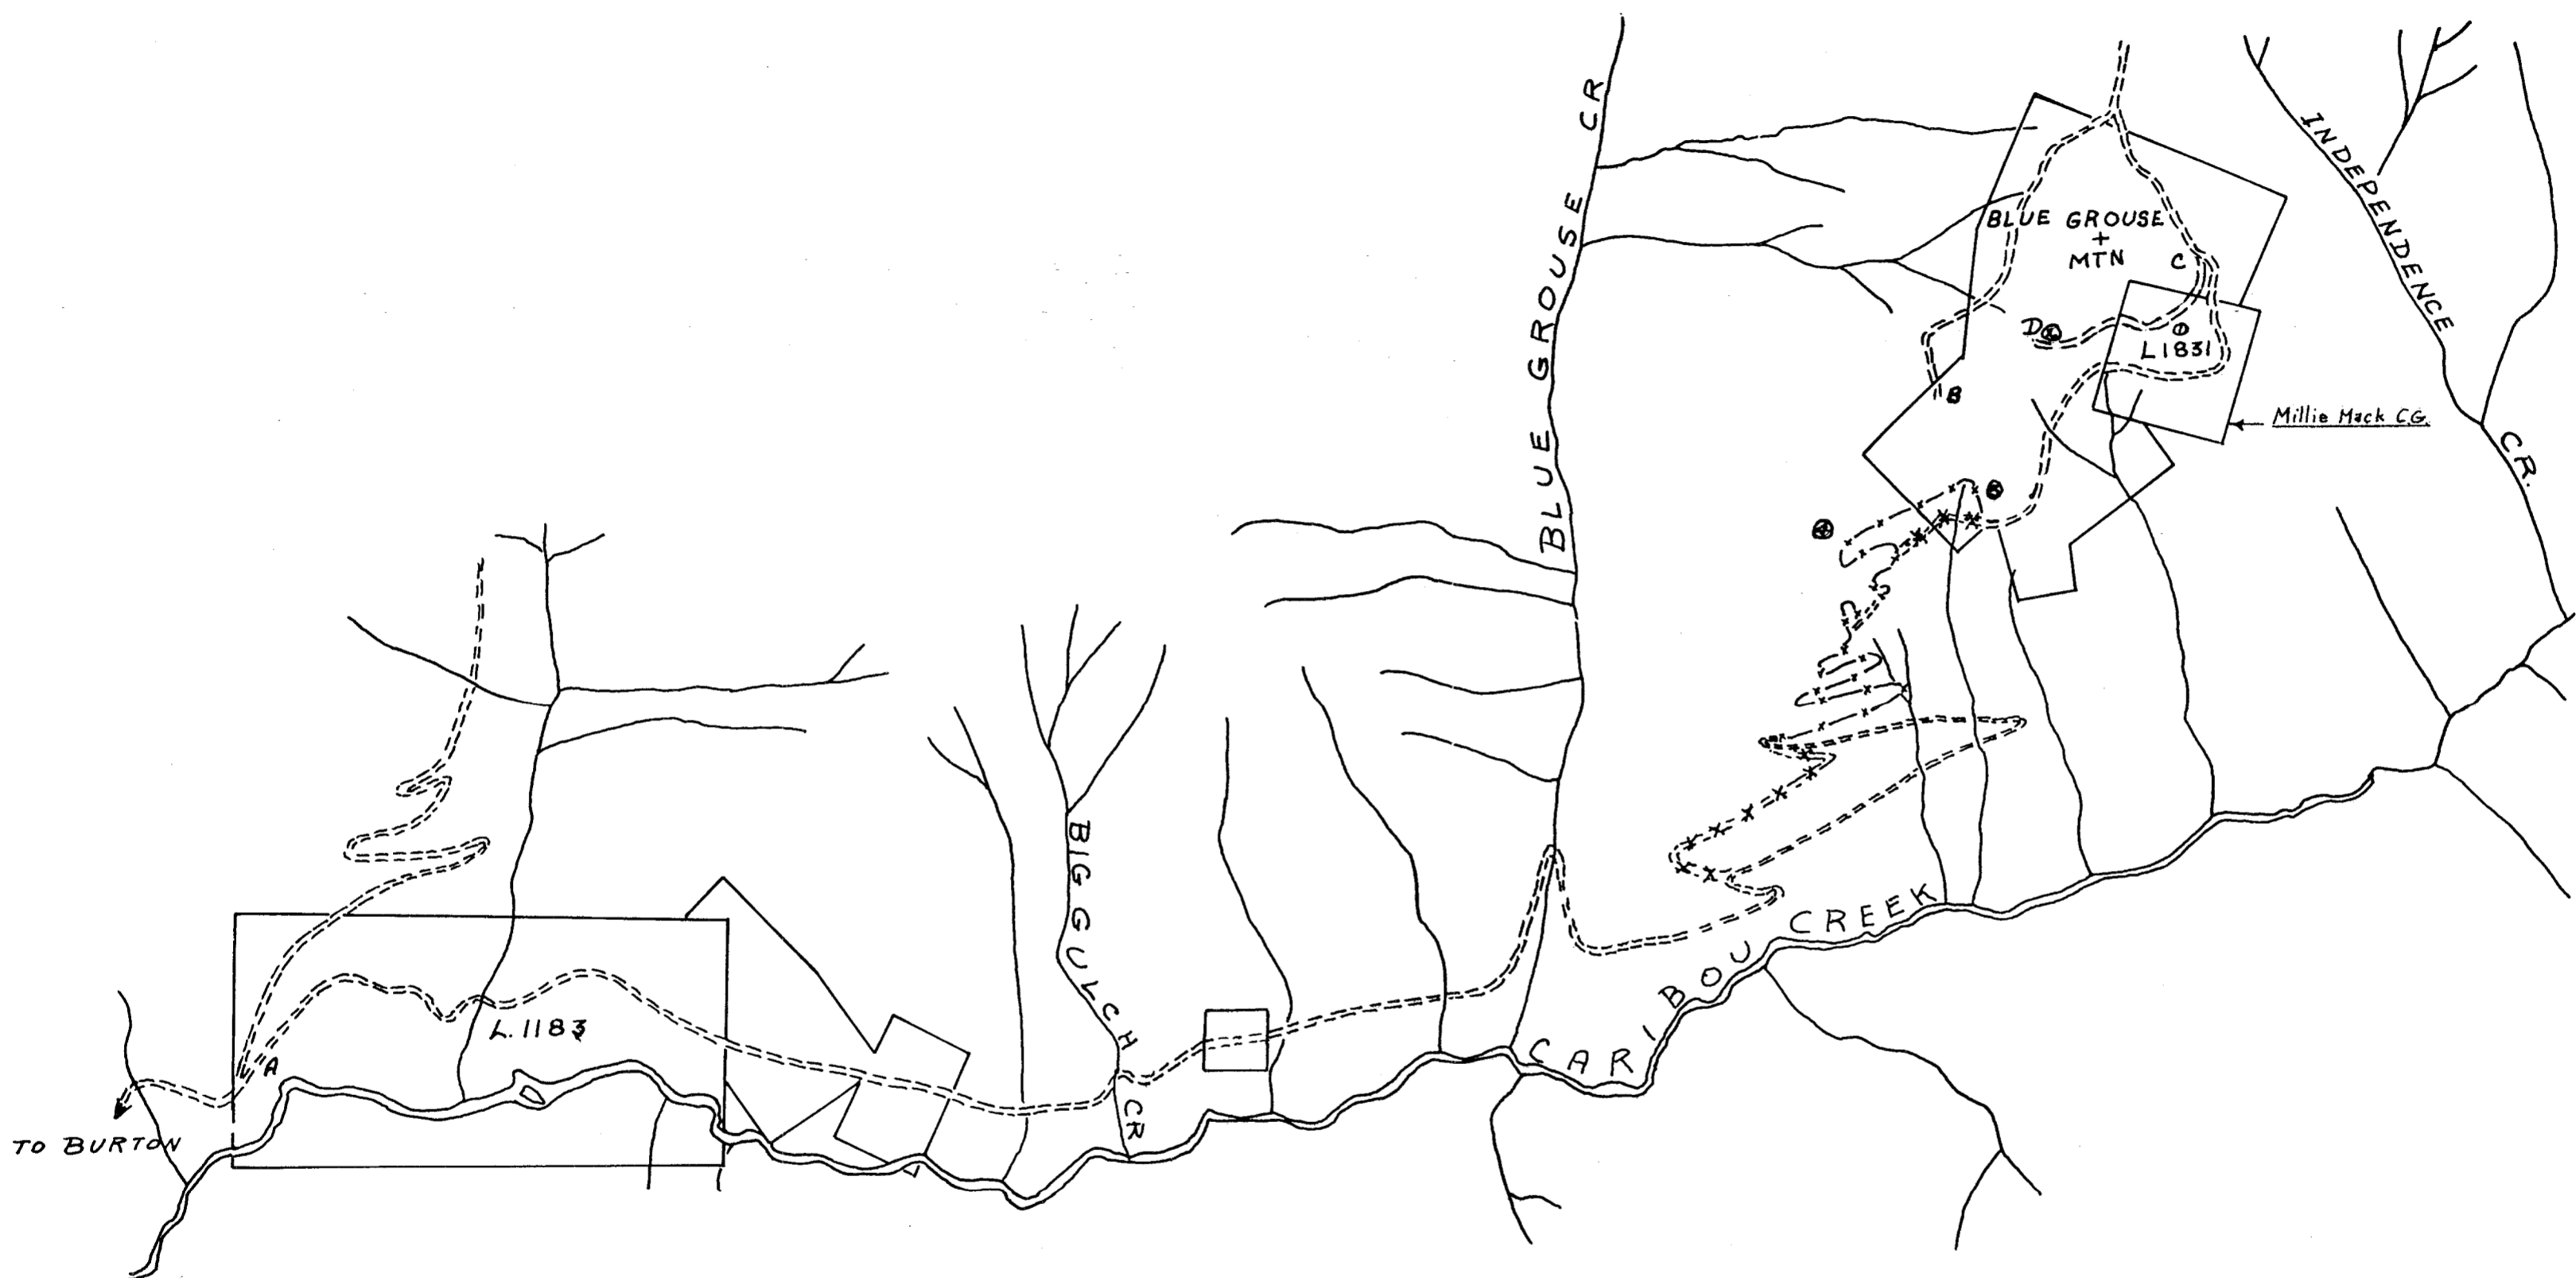 BLUE GROUSE CR
INDEPENDENCE CR.
BLUE GROUSE
+
MTN
C
D
L1831
B
Millie Mack C.G.
BIG GULCH CR
CARIBOU CREEK
L.1183
A
TO BURTON